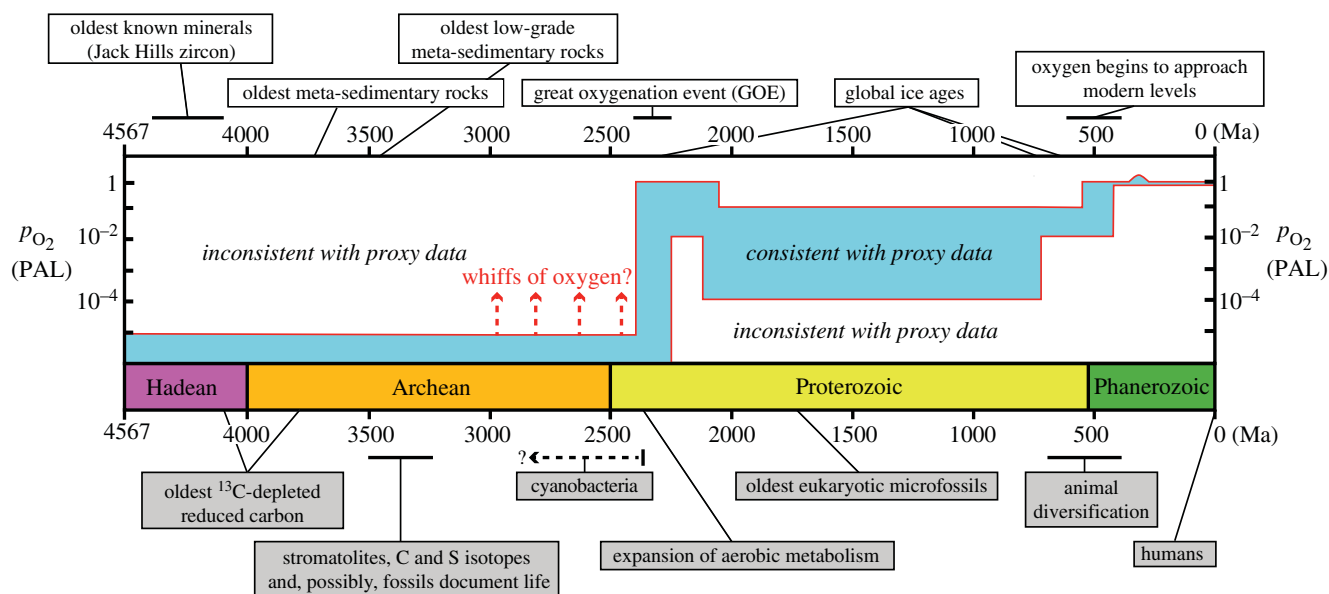 oldest known minerals
(Jack Hills zircon)
oldest low-grade
meta-sedimentary rocks
oldest meta-sedimentary rocks
great oxygenation event (GOE)
global ice ages
oxygen begins to approach
modern levels
4567 4000 3500 3000 2500 2000 1500 1000 500 0 (Ma)
1 1
10⁻² 10⁻²
10⁻⁴ 10⁻⁴
pO₂
(PAL)
pO₂
(PAL)
inconsistent with proxy data
consistent with proxy data
whiffs of oxygen?
inconsistent with proxy data
Hadean Archean Proterozoic Phanerozoic
4567 4000 3500 3000 2500 2000 1500 1000 500 0 (Ma)
?
oldest ¹³C-depleted
reduced carbon
cyanobacteria
oldest eukaryotic microfossils
animal
diversification
stromatolites, C and S isotopes
and, possibly, fossils document life
expansion of aerobic metabolism
humans